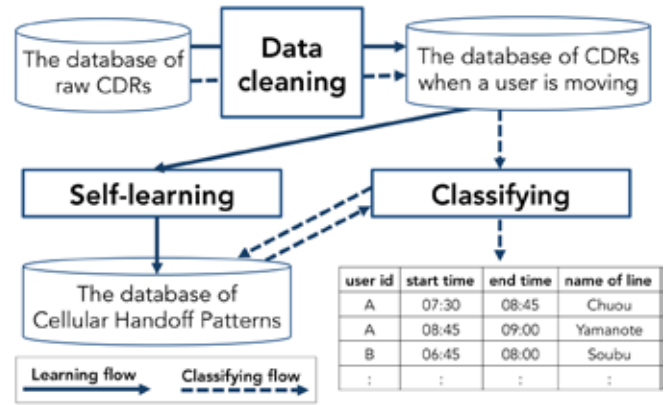 The database of
raw CDRs
Data
cleaning
The database of CDRs
when a user is moving
Self-learning
Classifying
The database of
Cellular Handoff Patterns
user id start time end time name of line
A 07:30 08:45 Chuou
A 08:45 09:00 Yamanote
B 06:45 08:00 Soubu
: : : :
Learning flow Classifying flow